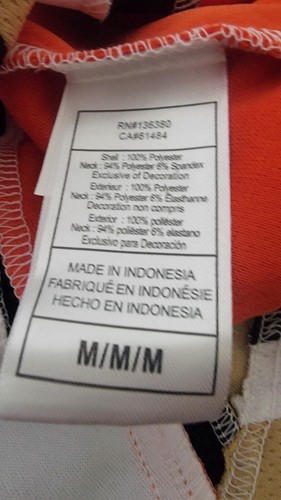 RN#136380
CA#61484
Shell : 100% Polyester
Neck : 94% Polyester 6% Spandex
Exclusive of Decoration
Exterieur : 100% Polyester
Neck : 94% Polyester 6% Élasthanne
Decoration non compris
Exterior : 100% poliéster
Neck : 94% poliéster 6% elastano
Exclusivo para Decoración
MADE IN INDONESIA
FABRIQUÉ EN INDONÉSIE
HECHO EN INDONESIA
M/M/M